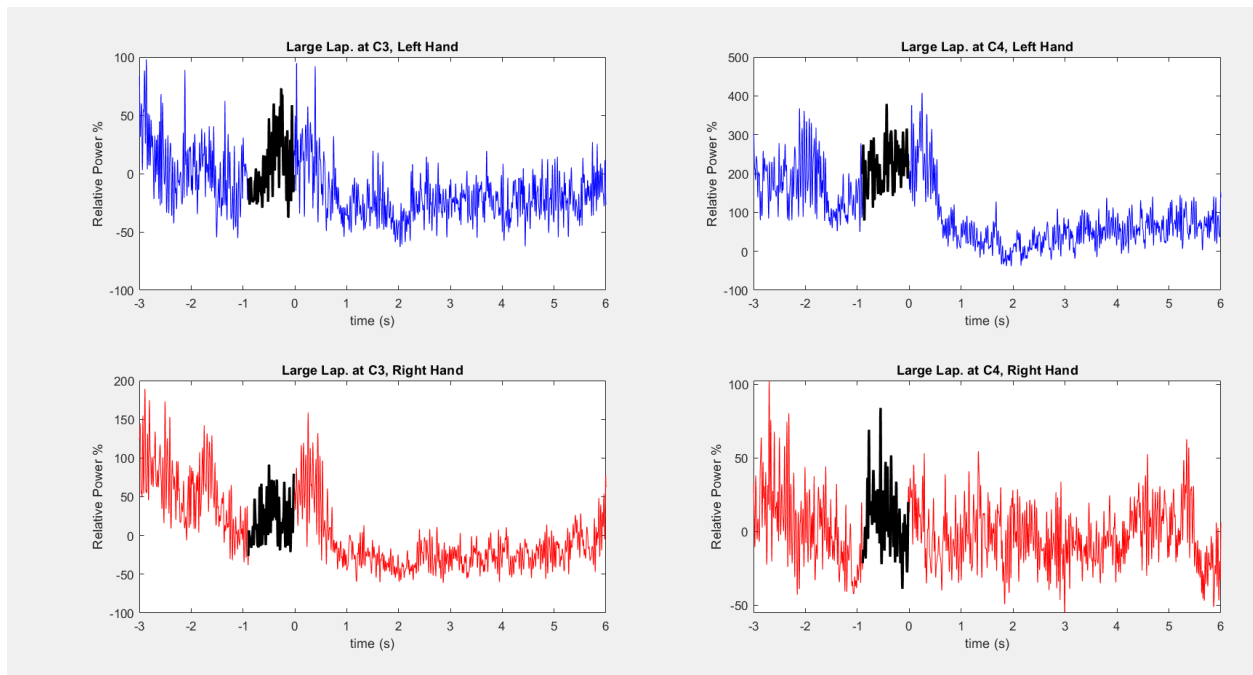 Large Lap. at C3, Left Hand
100
50
0
-50
-100
Relative Power %
-3 -2 -1 0 1 2 3 4 5 6
time (s)
Large Lap. at C4, Left Hand
500
400
300
200
100
0
-100
Relative Power %
-3 -2 -1 0 1 2 3 4 5 6
time (s)
Large Lap. at C3, Right Hand
200
150
100
50
0
-50
-100
Relative Power %
-3 -2 -1 0 1 2 3 4 5 6
time (s)
Large Lap. at C4, Right Hand
100
50
0
-50
Relative Power %
-3 -2 -1 0 1 2 3 4 5 6
time (s)